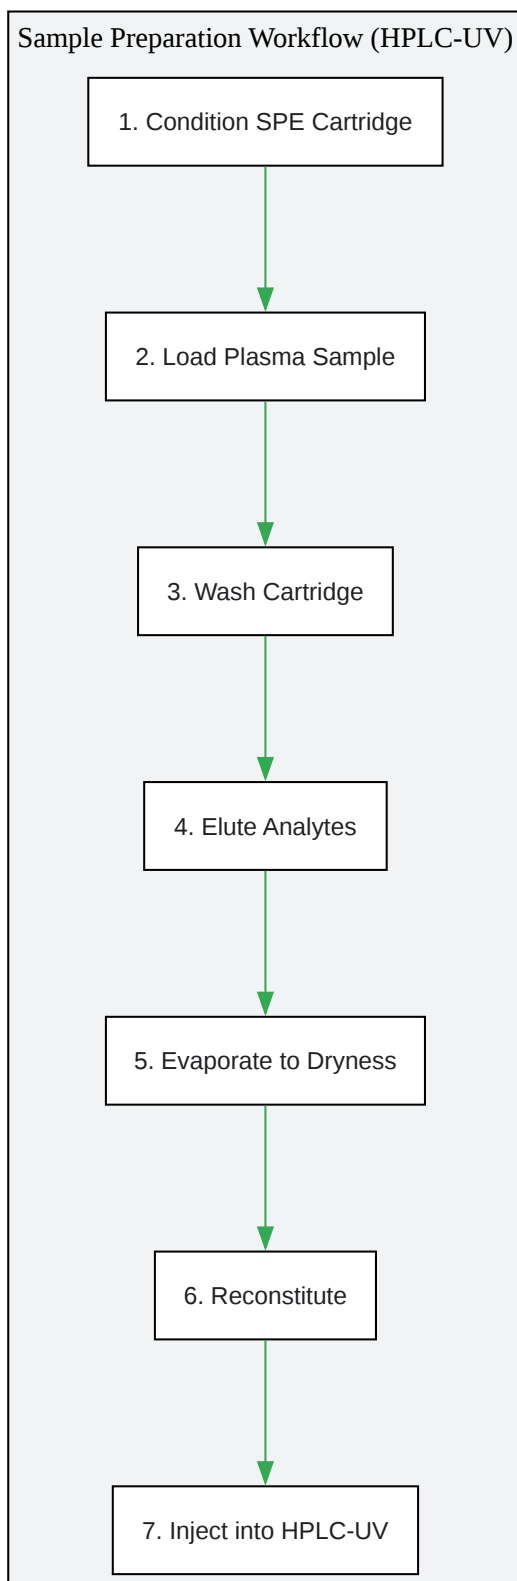 Sample Preparation Workflow (HPLC-UV)
1. Condition SPE Cartridge
2. Load Plasma Sample
3. Wash Cartridge
4. Elute Analytes
5. Evaporate to Dryness
6. Reconstitute
7. Inject into HPLC-UV